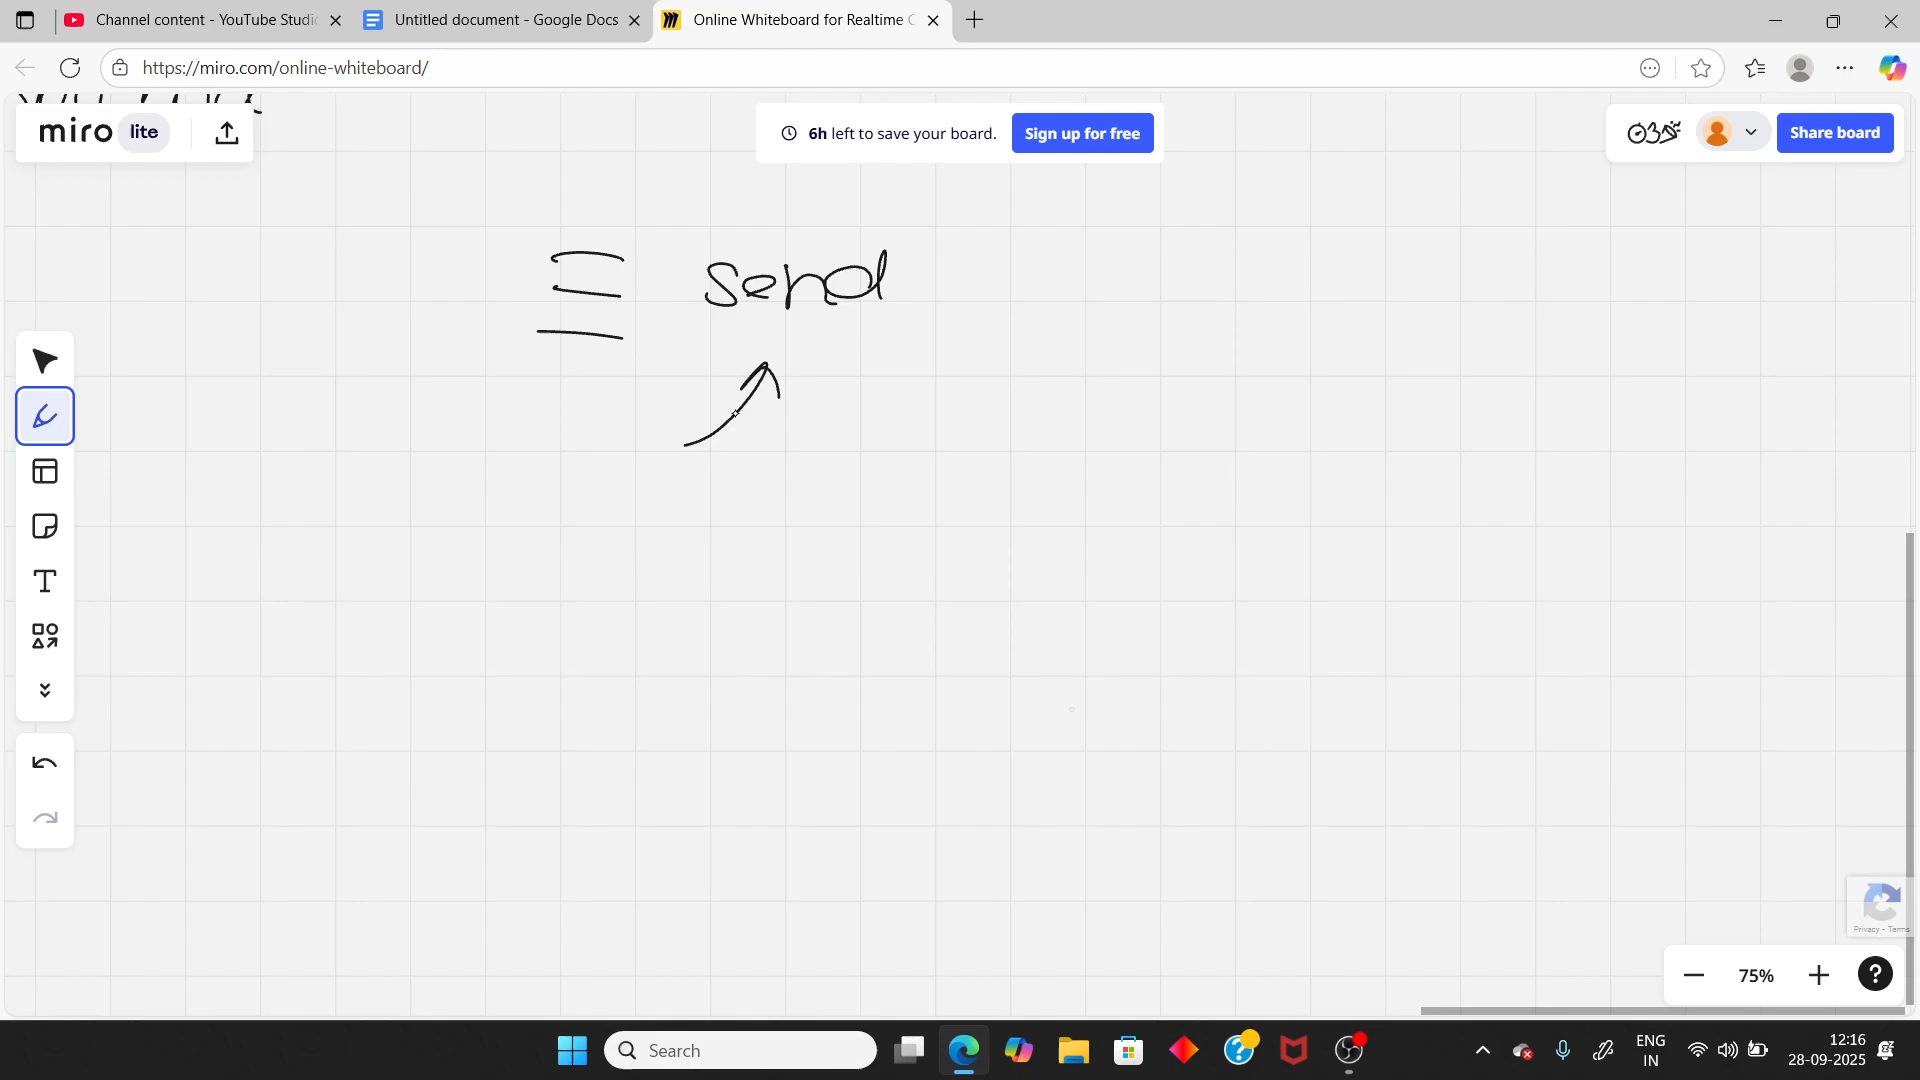 Channel content - YouTube Studio
Untitled document - Google Docs
Online Whiteboard for Realtime C
https://miro.com/online-whiteboard/
miro lite
6h left to save your board.
Sign up for free
Share board
send
Privacy - Terms
75%
Search
ENG
IN
12:16
28-09-2025